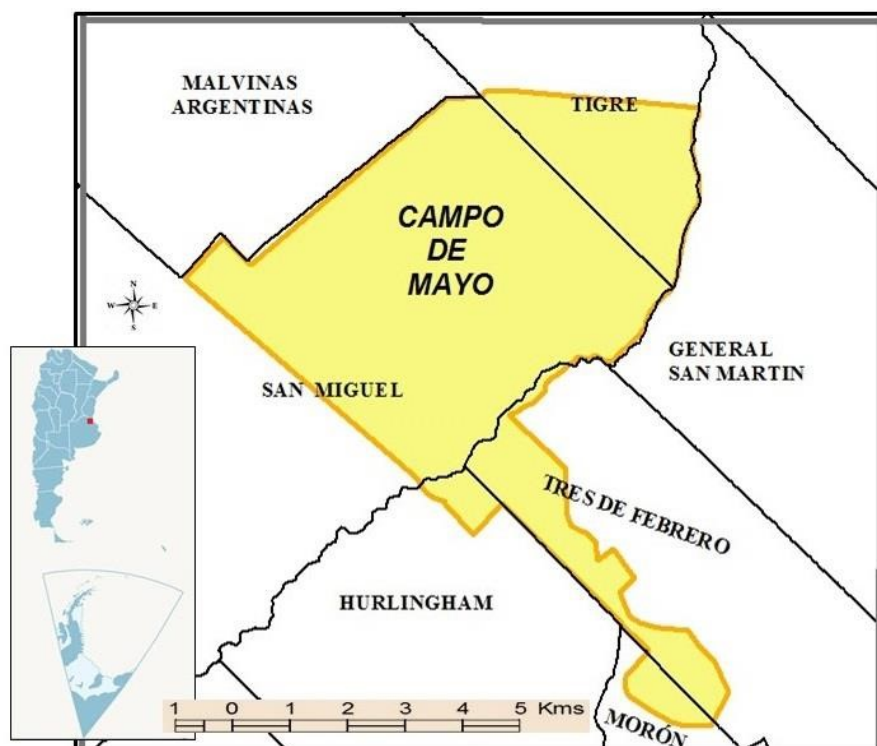 MALVINAS
ARGENTINAS
TIGRE
CAMPO
DE
MAYO
N
W E
S
GENERAL
SAN MARTIN
SAN MIGUEL
TRES DE FEBRERO
HURLINGHAM
1 0 1 2 3 4 5 Kms
MORÓN